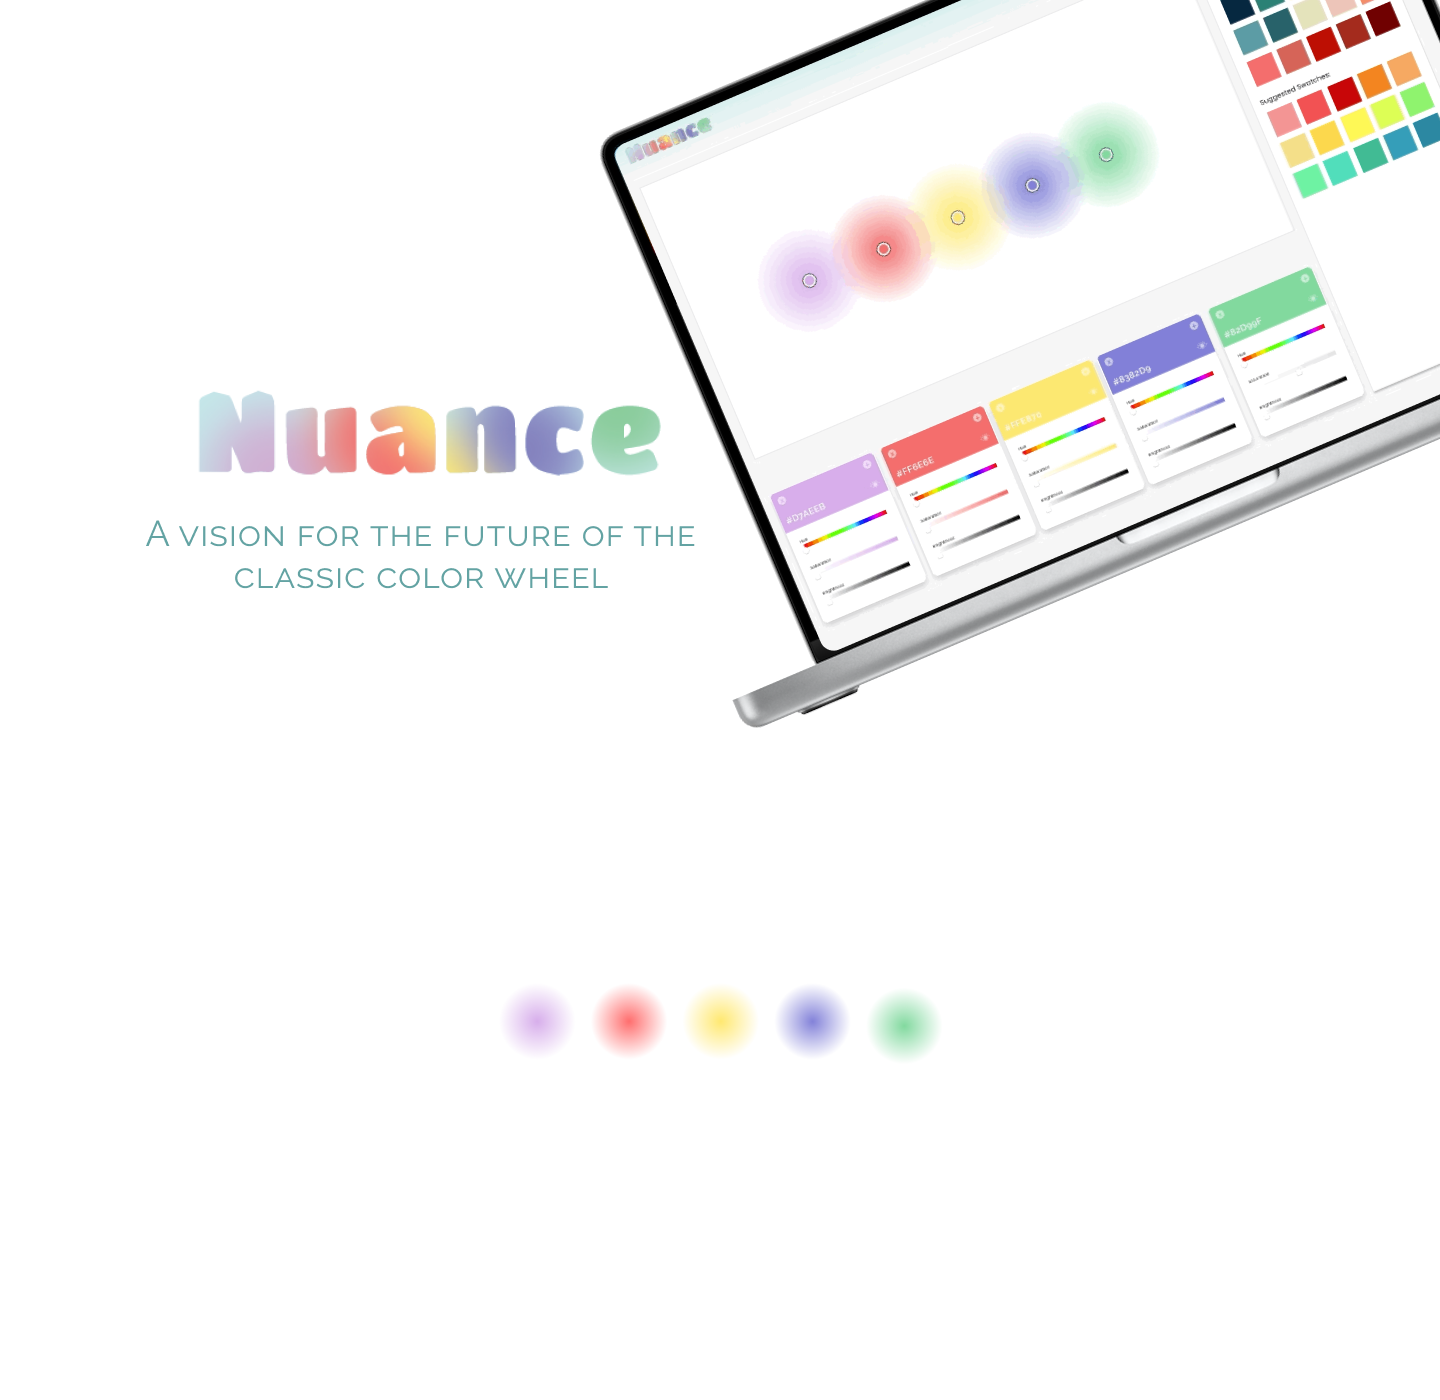 Nuance
Suggested Swatches:
Nuance
A VISION FOR THE FUTURE OF THE
CLASSIC COLOR WHEEL
#D7AEEB
Hue
Saturation
Brightness
#FF6E6E
Hue
Saturation
Brightness
Hue
Saturation
Brightness
#8382D9
Hue
Saturation
Brightness
#82D99F
Hue
Saturation
Brightness